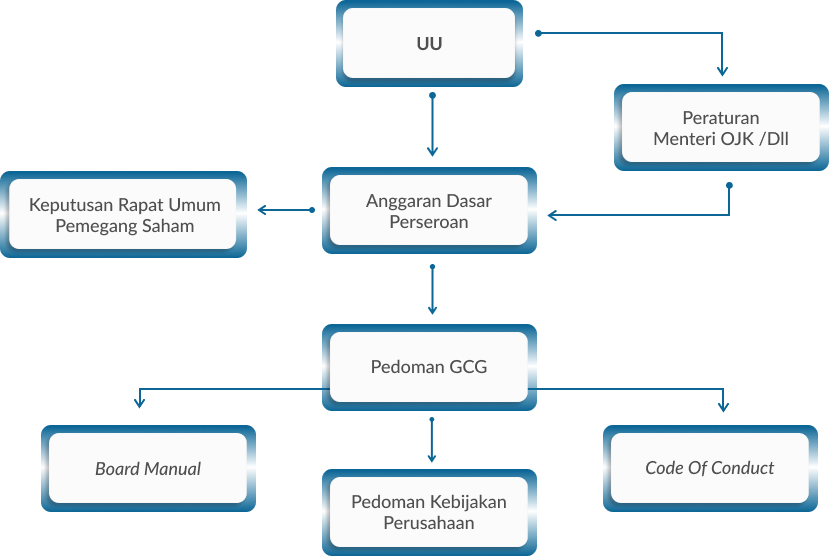 UU
Peraturan
Menteri OJK /Dll
Keputusan Rapat Umum
Pemegang Saham
Anggaran Dasar
Perseroan
Pedoman GCG
Board Manual
Pedoman Kebijakan
Perusahaan
Code Of Conduct